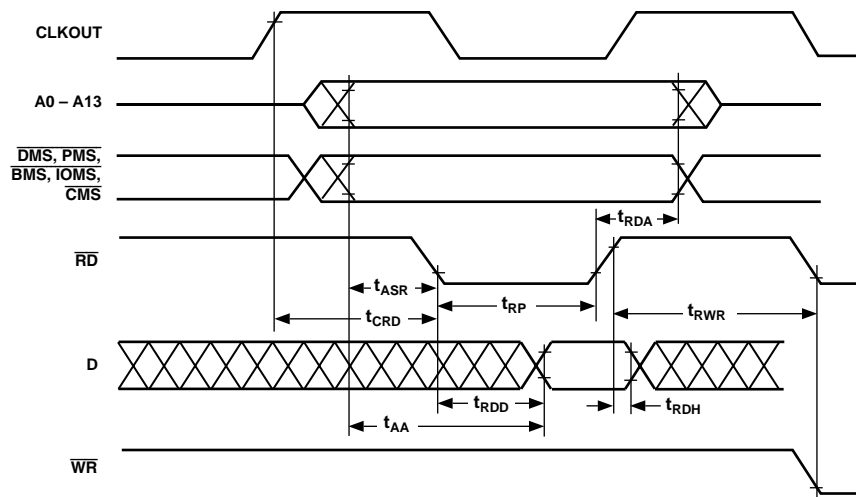 CLKOUT
A0 – A13
DMS, PMS,
BMS, IOMS,
CMS
tRDA
RD
tASR
tRP
tCRD
tRWR
D
tRDD
tRDH
tAA
WR